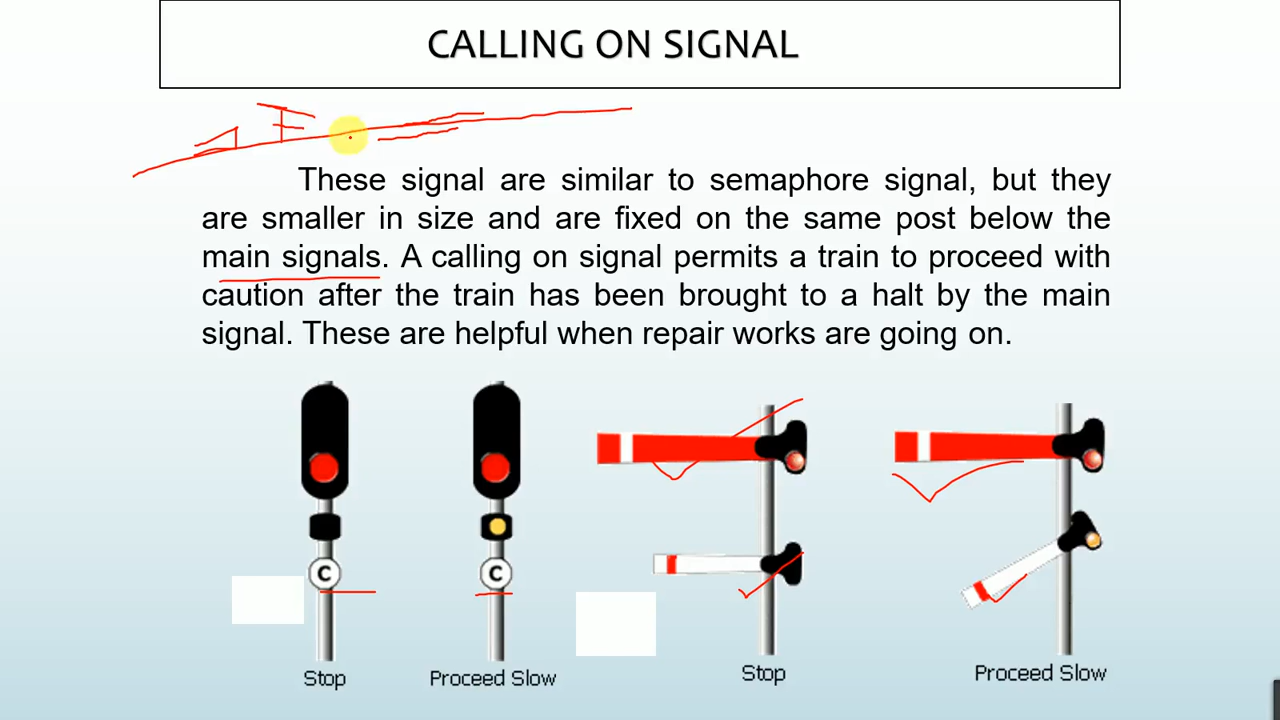 CALLING ON SIGNAL
These signal are similar to semaphore signal, but they
are smaller in size and are fixed on the same post below the
main signals. A calling on signal permits a train to proceed with
caution after the train has been brought to a halt by the main
signal. These are helpful when repair works are going on.
C C
Stop Proceed Slow Stop Proceed Slow